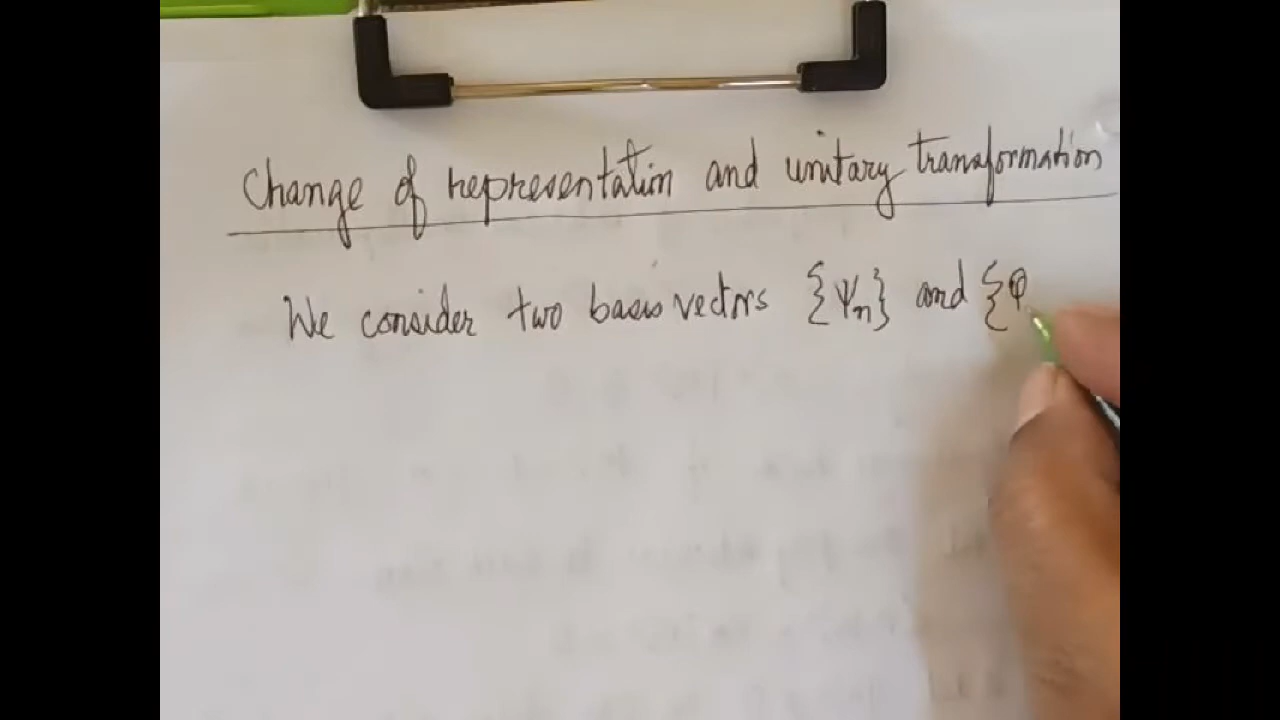 Change of representation and unitary transformation
We consider two basis vectors {ψn} and {φ